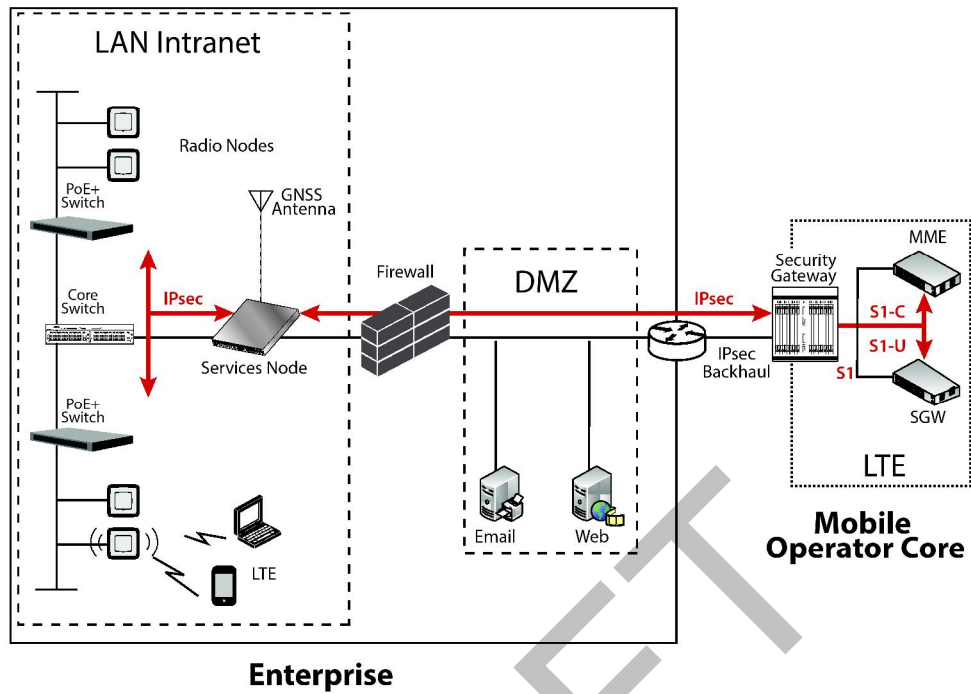 LAN Intranet
Radio Nodes
PoE+
Switch
GNSS
Antenna
Core
Switch
IPsec
Services Node
PoE+
Switch
LTE
Firewall
DMZ
Email
Web
IPsec
IPsec
Backhaul
Security
Gateway
MME
S1-C
S1-U
S1
SGW
LTE
Mobile
Operator Core
Enterprise